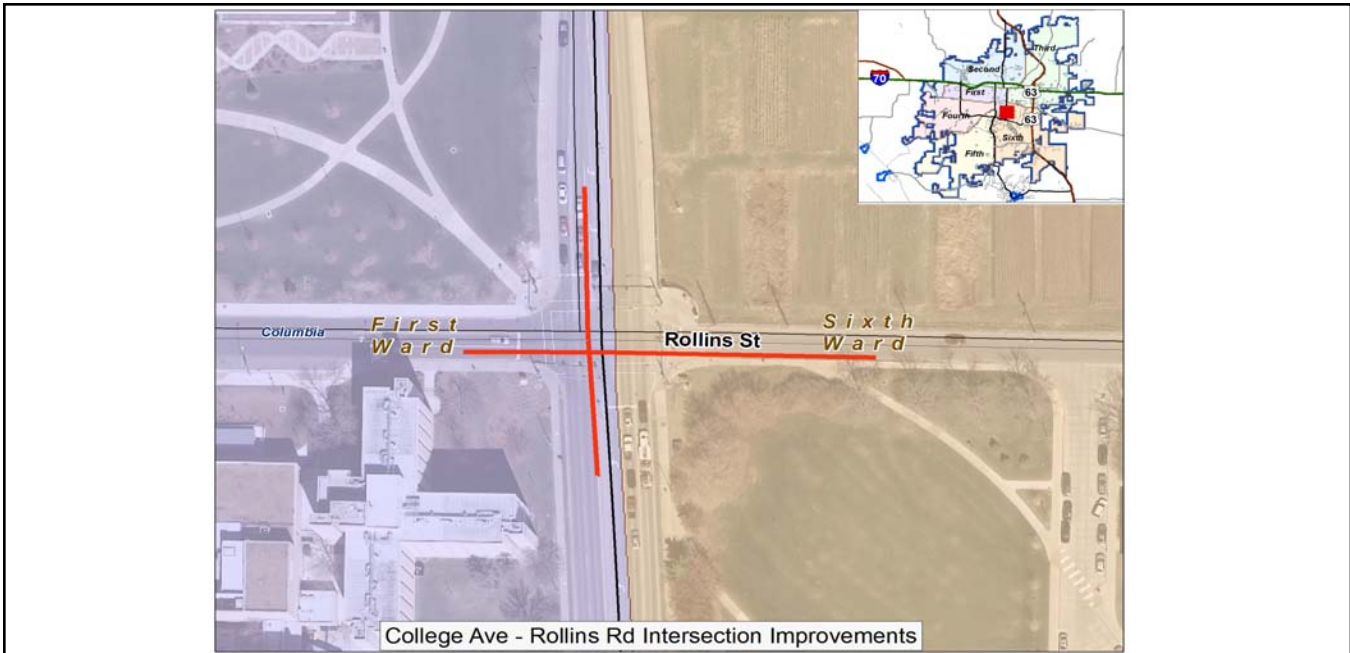 Third
Second
70
First
63
Fourth
63
Sixth
Fifth
Columbia
First
Ward
Rollins St
Sixth
Ward
College Ave - Rollins Rd Intersection Improvements